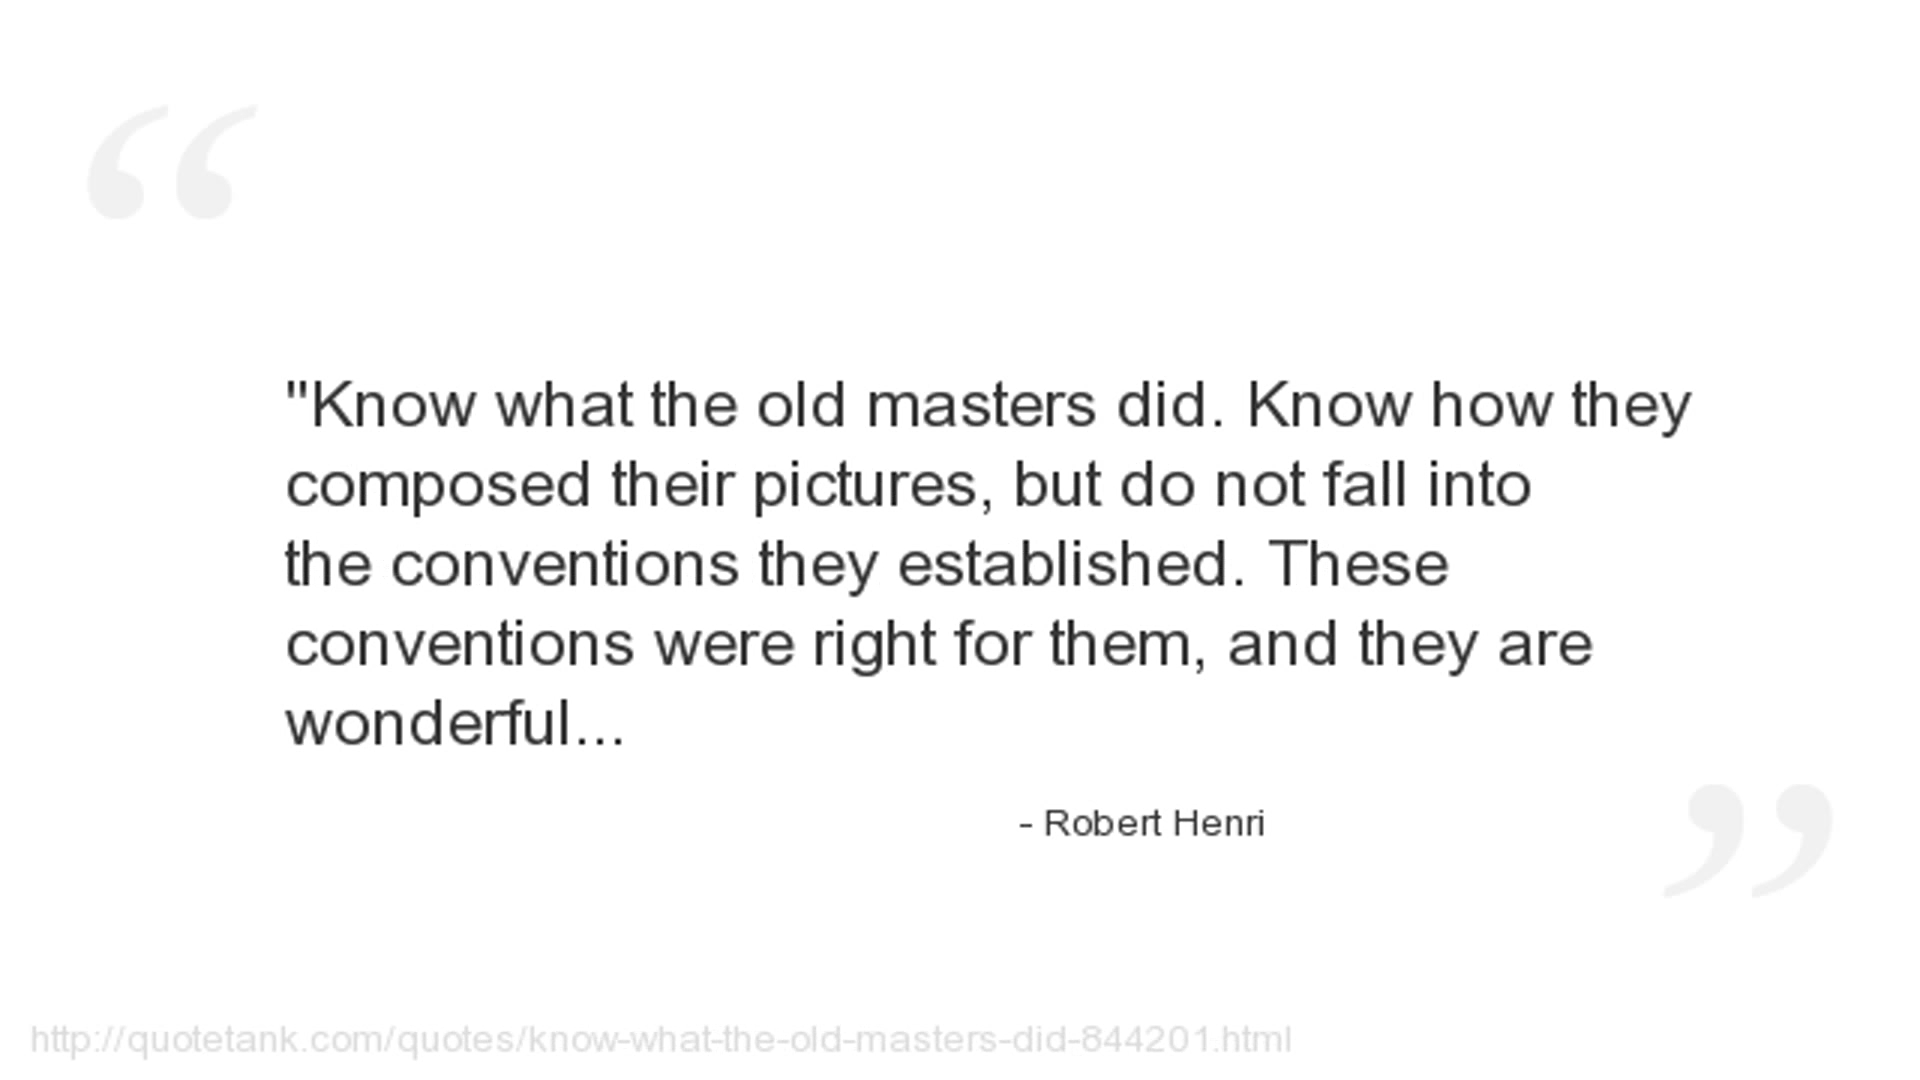 "Know what the old masters did. Know how they
composed their pictures, but do not fall into
the conventions they established. These
conventions were right for them, and they are
wonderful...
- Robert Henri
http://quotetank.com/quotes/know-what-the-old-masters-did-844201.html